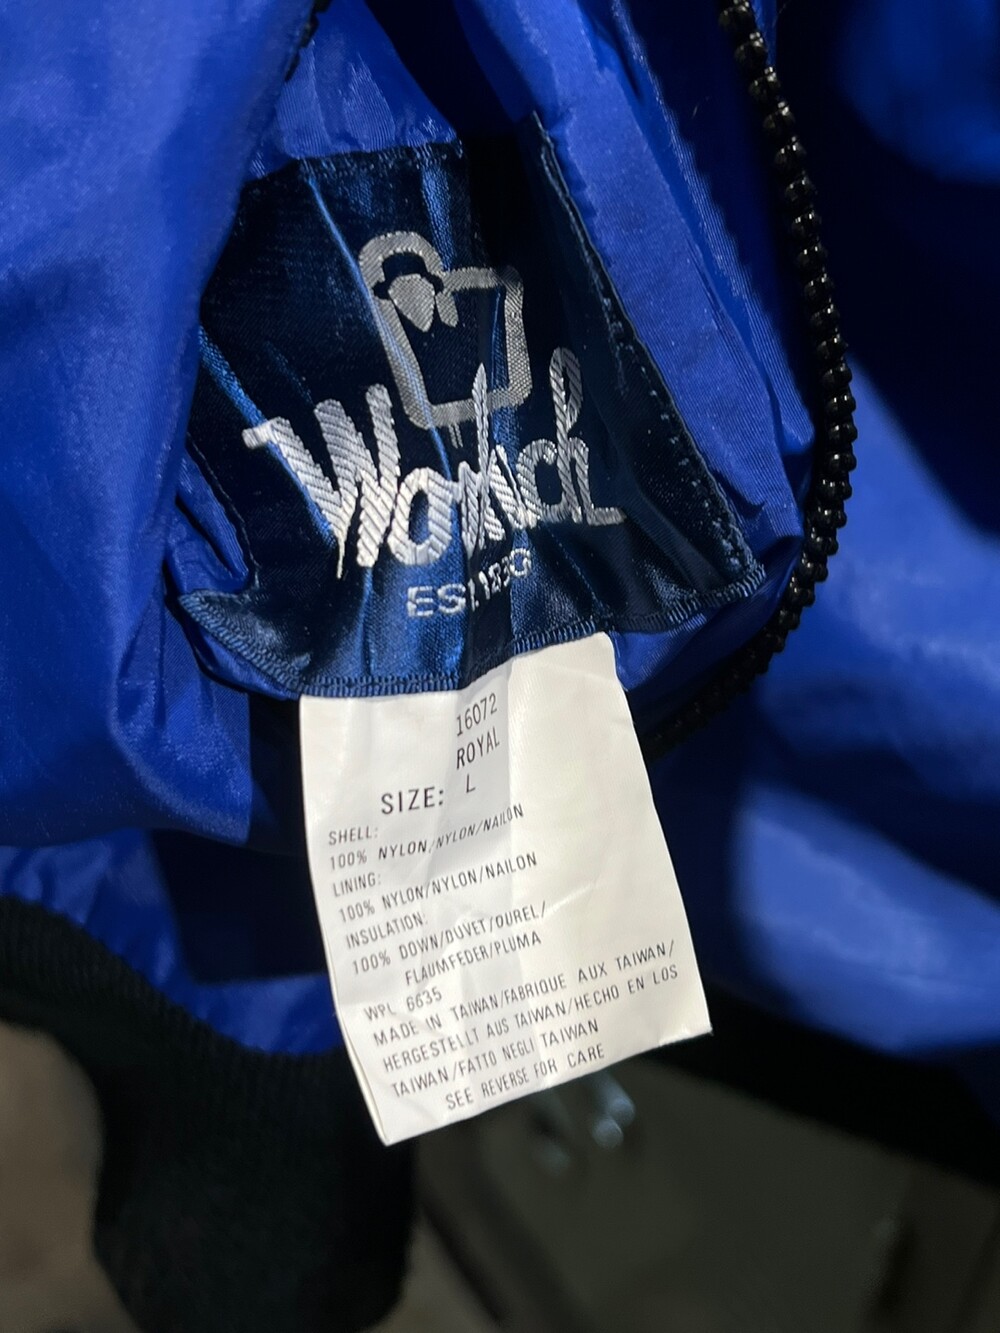 Woolrich
EST. 1830
16072
ROYAL
SIZE: L
SHELL:
100% NYLON/NYLON/NAILON
LINING:
100% NYLON/NYLON/NAILON
INSULATION:
100% DOWN/DUVET/OUREL/
FLAUMFEDER/PLUMA
WPL 6635
MADE IN TAIWAN/FABRIQUE AUX TAIWAN/
HERGESTELLT AUS TAIWAN/HECHO EN LOS
TAIWAN/FATTO NEGLI TAIWAN
SEE REVERSE FOR CARE